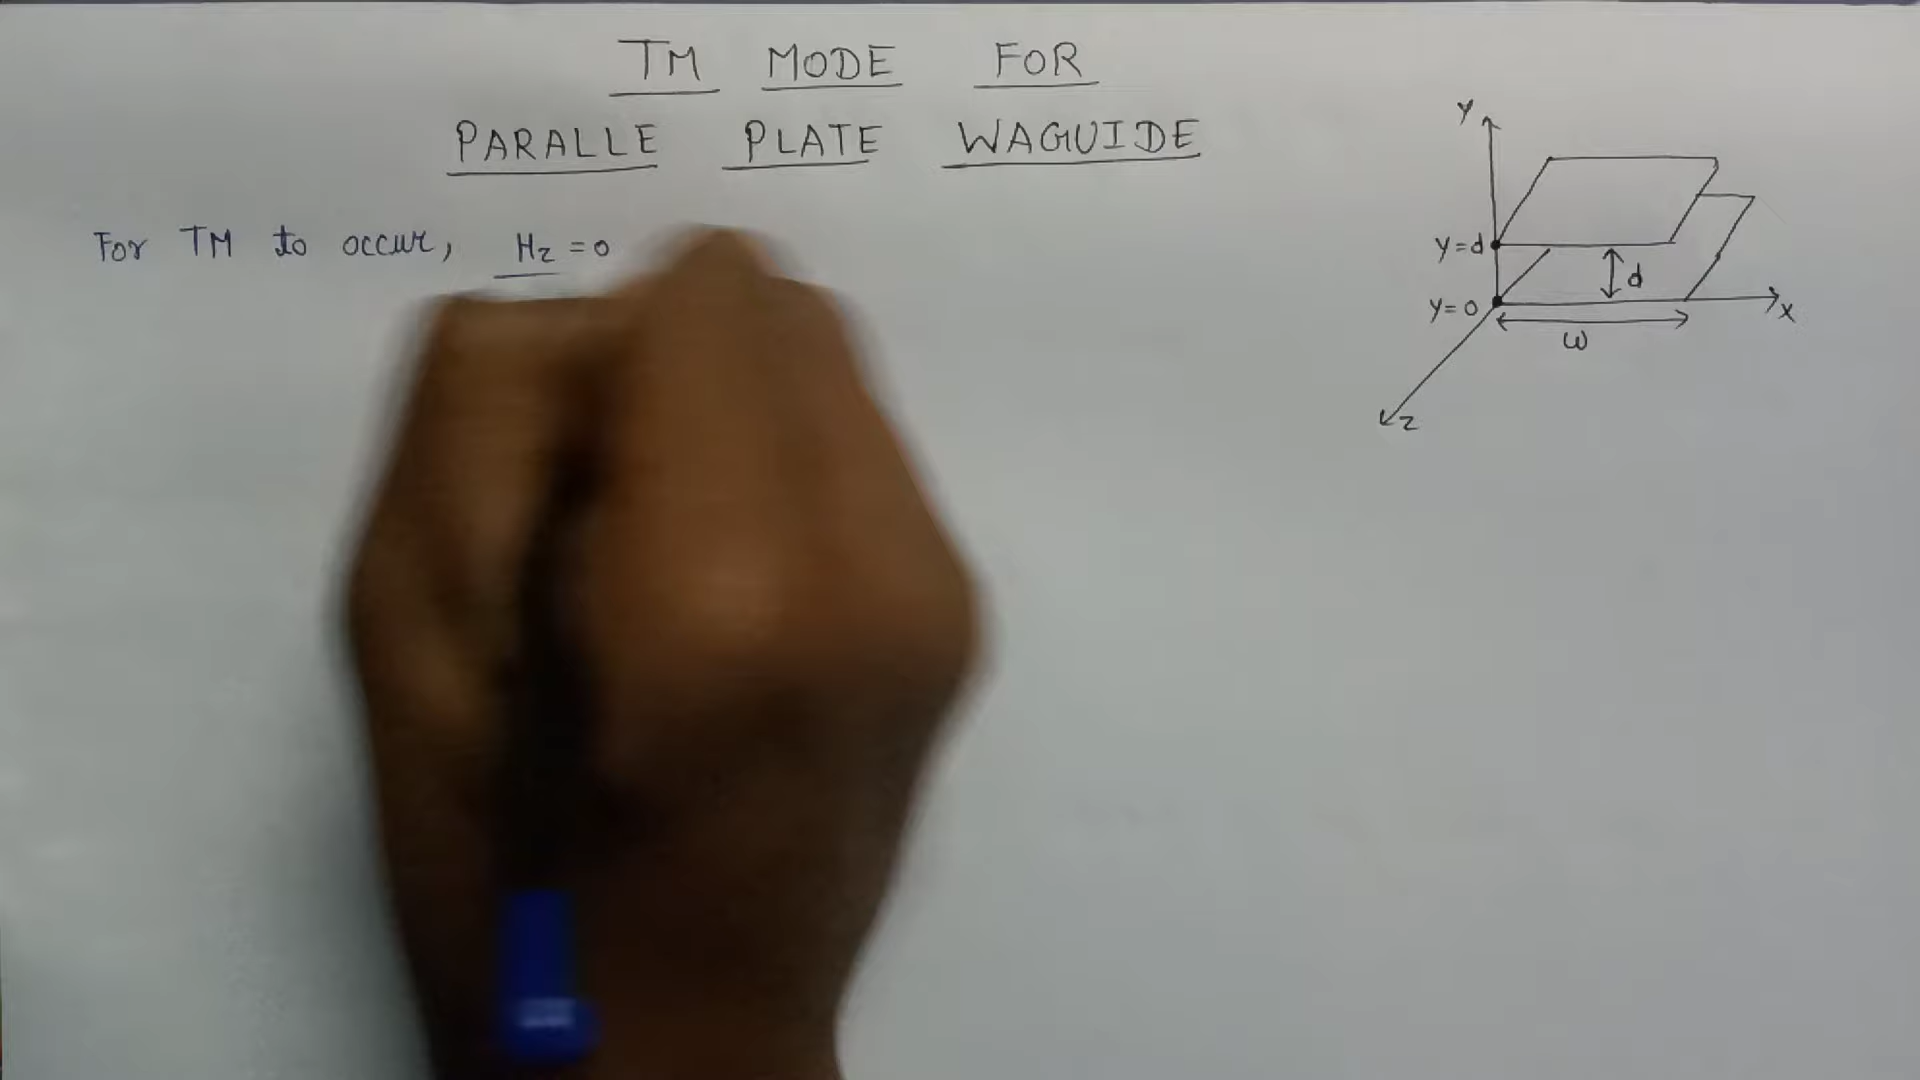 TM MODE FOR
PARALLE PLATE WAGUIDE
For TM to occur, Hz = 0
Y
Y=d
d
Y=0
X
W
Z